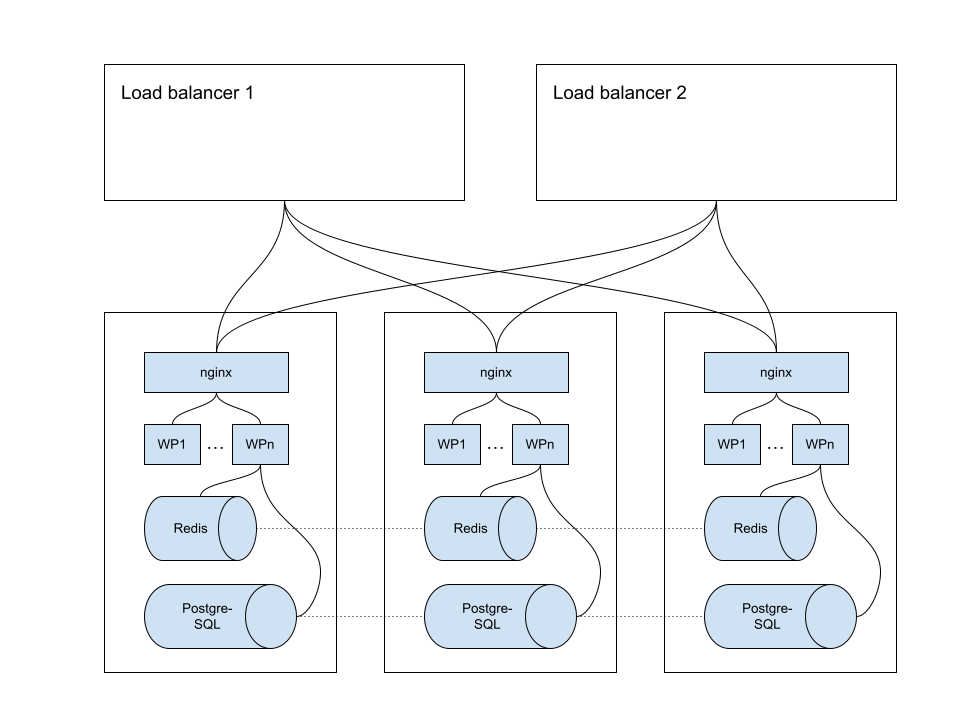 Load balancer 1
Load balancer 2
nginx
nginx
nginx
WP1 ... WPn
WP1 ... WPn
WP1 ... WPn
Redis
Redis
Redis
Postgre-
SQL
Postgre-
SQL
Postgre-
SQL